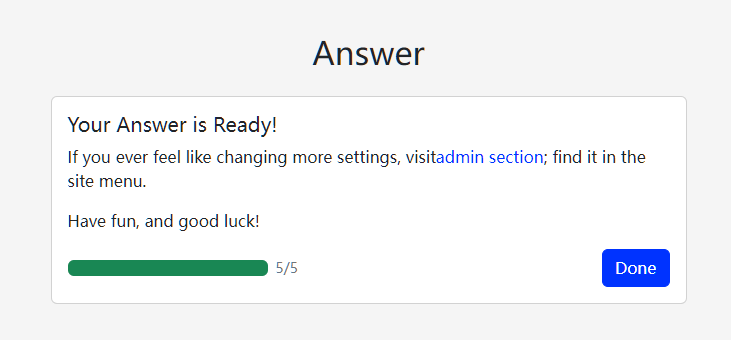 Answer
Your Answer is Ready!
If you ever feel like changing more settings, visitadmin section; find it in the
site menu.
Have fun, and good luck!
5/5
Done